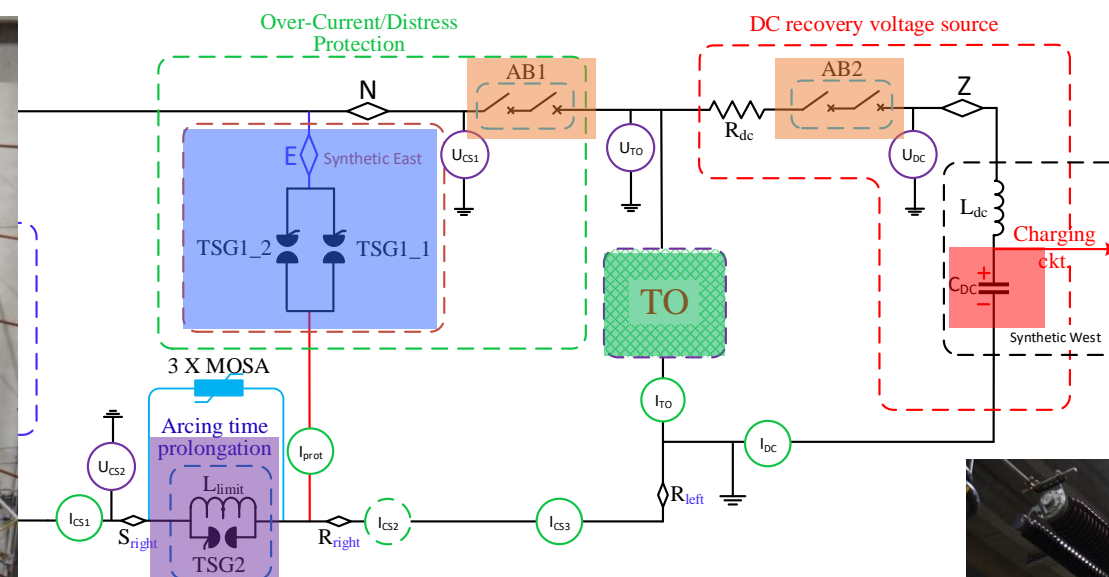 Over-Current/Distress
Protection
DC recovery voltage source
AB1
AB2
N
Z
E
Synthetic East
U_CS1
U_TO
R_dc
U_DC
L_dc
TSG1_2
TSG1_1
Charging
ckt.
C_DC
+
−
TO
Synthetic West
3 X MOSA
Arcing time
prolongation
I_TO
I_prot
I_DC
U_CS2
L_limit
R_left
I_CS1
S_right
TSG2
R_right
I_CS2
I_CS3